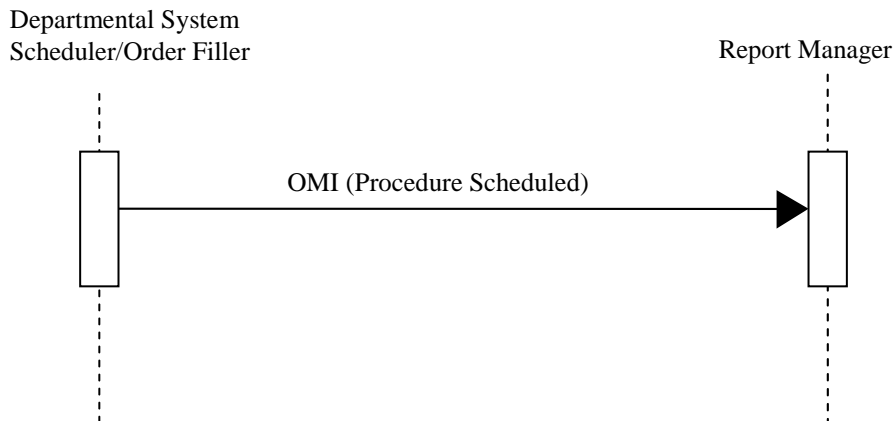 Departmental System
Scheduler/Order Filler
Report Manager
OMI (Procedure Scheduled)